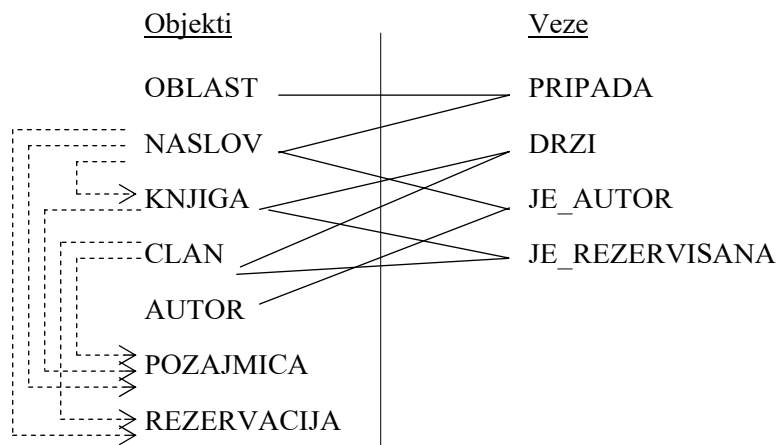 Objekti Veze
OBLAST PRIPADA
NASLOV DRZI
KNJIGA JE_AUTOR
CLAN JE_REZERVISANA
AUTOR
POZAJMICA
REZERVACIJA